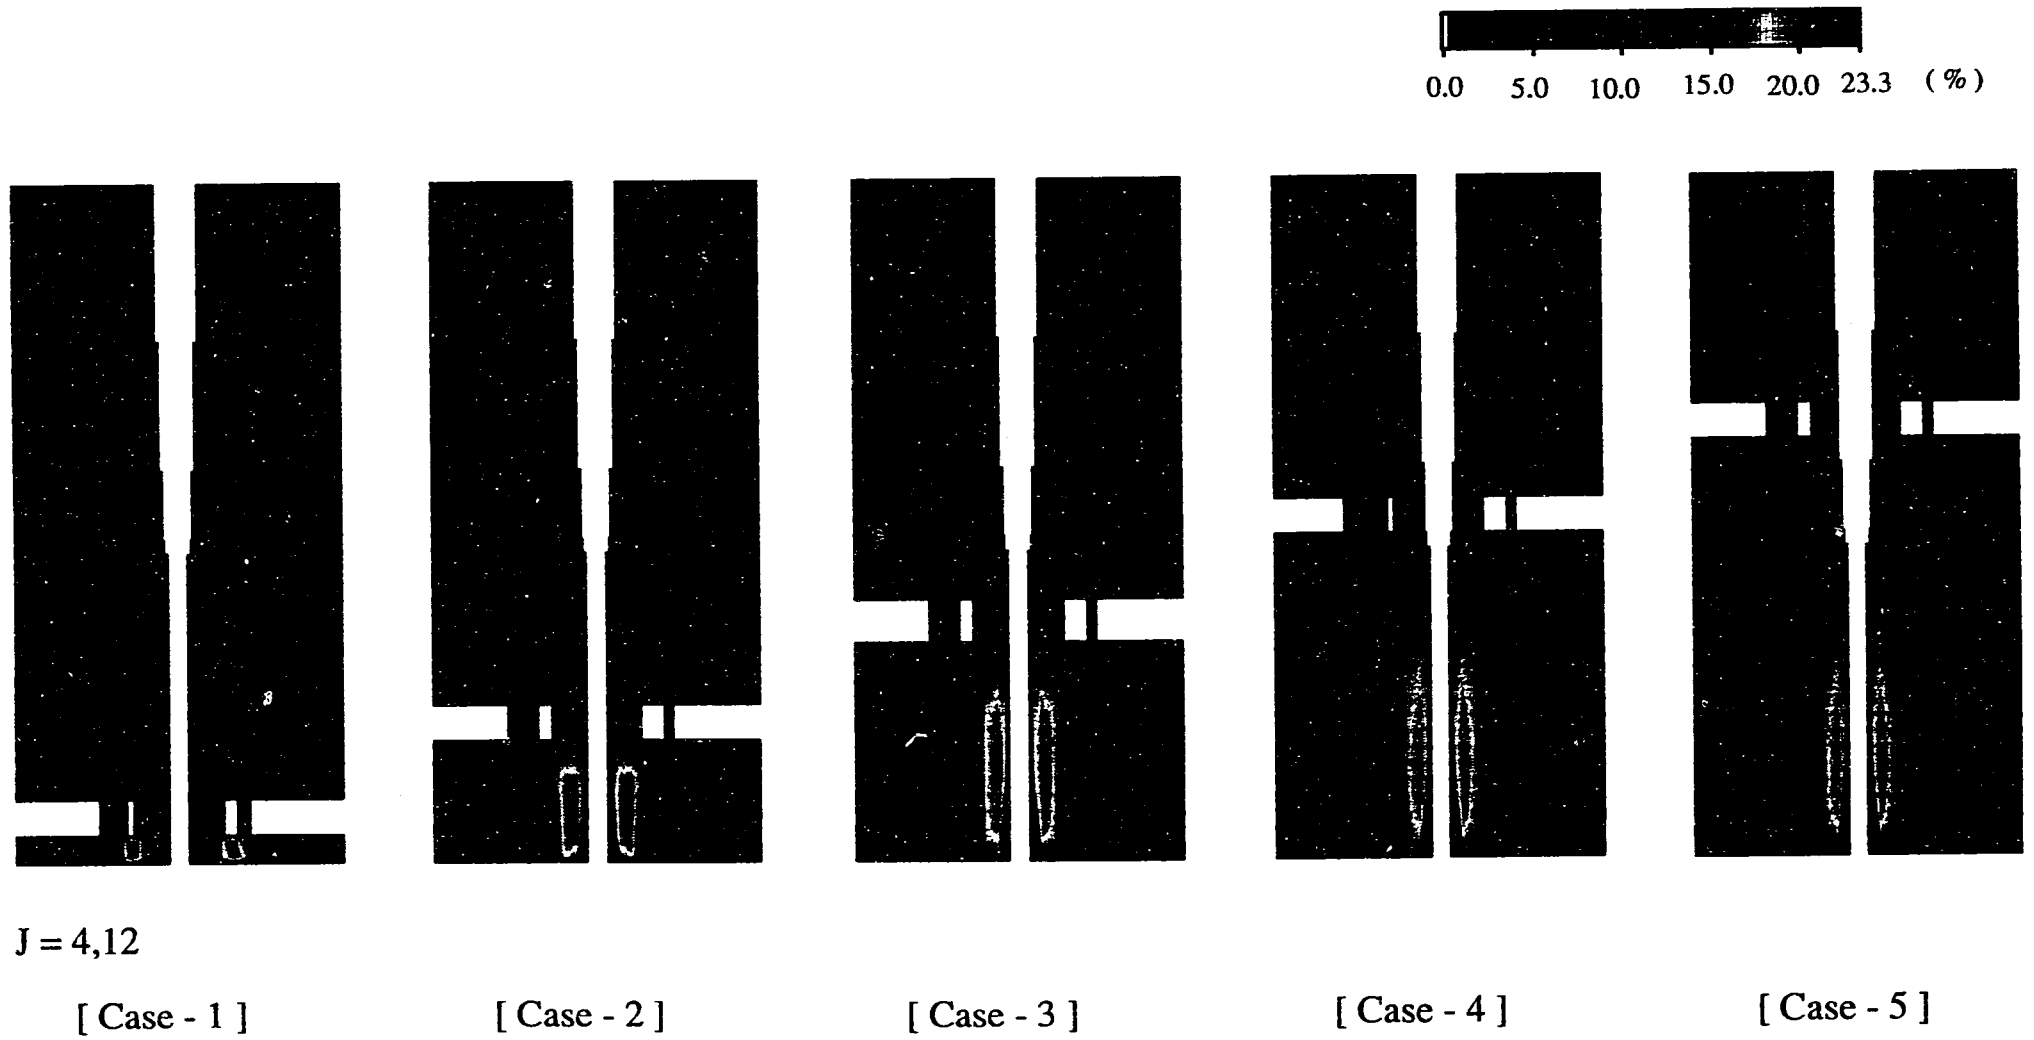 0.0 5.0 10.0 15.0 20.0 23.3 ( % )
J = 4,12
[ Case - 1 ] [ Case - 2 ] [ Case - 3 ] [ Case - 4 ] [ Case - 5 ]